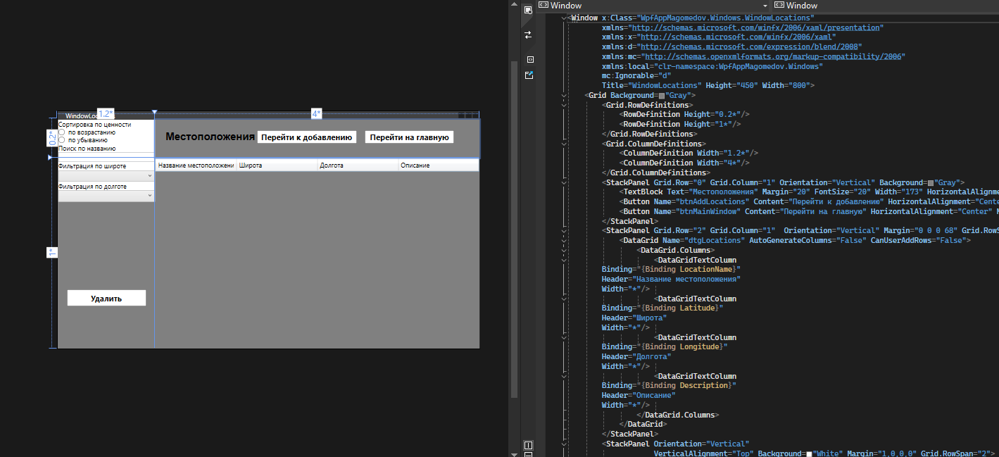 Window
Window
WindowLoc
1.2*
4*
0.2*
1*
Сортировка по ценности
по возрастанию
по убыванию
Поиск по названию
Фильтрация по широте
Фильтрация по долготе
Удалить
Местоположения
Перейти к добавлению
Перейти на главную
Название местоположени
Широта
Долгота
Описание
<Window x:Class="WpfAppMagomedov.Windows.WindowLocations"
xmlns="http://schemas.microsoft.com/winfx/2006/xaml/presentation"
xmlns:x="http://schemas.microsoft.com/winfx/2006/xaml"
xmlns:d="http://schemas.microsoft.com/expression/blend/2008"
xmlns:mc="http://schemas.openxmlformats.org/markup-compatibility/2006"
xmlns:local="clr-namespace:WpfAppMagomedov.Windows"
mc:Ignorable="d"
Title="WindowLocations" Height="450" Width="800">
<Grid Background="Gray">
<Grid.RowDefinitions>
<RowDefinition Height="0.2*"/>
<RowDefinition Height="1*"/>
</Grid.RowDefinitions>
<Grid.ColumnDefinitions>
<ColumnDefinition Width="1.2*"/>
<ColumnDefinition Width="4*"/>
</Grid.ColumnDefinitions>
<StackPanel Grid.Row="0" Grid.Column="1" Orientation="Vertical" Background="Gray">
<TextBlock Text="Местоположения" Margin="20" FontSize="20" Width="173" HorizontalAlignme
<Button Name="btnAddLocations" Content="Перейти к добавлению" HorizontalAlignment="Cente
<Button Name="btnMainWindow" Content="Перейти на главную" HorizontalAlignment="Center" M
</StackPanel>
<StackPanel Grid.Row="2" Grid.Column="1" Orientation="Vertical" Margin="0 0 0 68" Grid.RowS
<DataGrid Name="dtgLocations" AutoGenerateColumns="False" CanUserAddRows="False">
<DataGrid.Columns>
<DataGridTextColumn
Binding="{Binding LocationName}"
Header="Название местоположения"
Width="*"/>
<DataGridTextColumn
Binding="{Binding Latitude}"
Header="Широта"
Width="*"/>
<DataGridTextColumn
Binding="{Binding Longitude}"
Header="Долгота"
Width="*"/>
<DataGridTextColumn
Binding="{Binding Description}"
Header="Описание"
Width="*"/>
</DataGrid.Columns>
</DataGrid>
</StackPanel>
<StackPanel Orientation="Vertical"
VerticalAlignment="Top" Background="White" Margin="1,0,0,0" Grid.RowSpan="2">